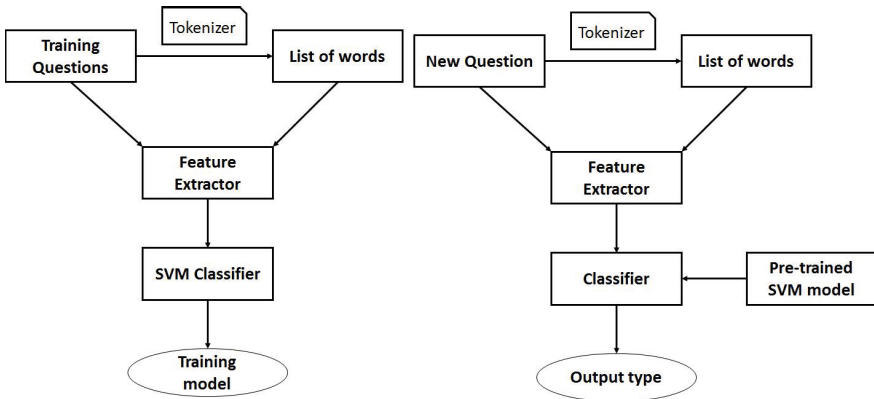 Tokenizer
Training
Questions
List of words
Feature
Extractor
SVM Classifier
Training
model
Tokenizer
New Question
List of words
Feature
Extractor
Classifier
Pre-trained
SVM model
Output type